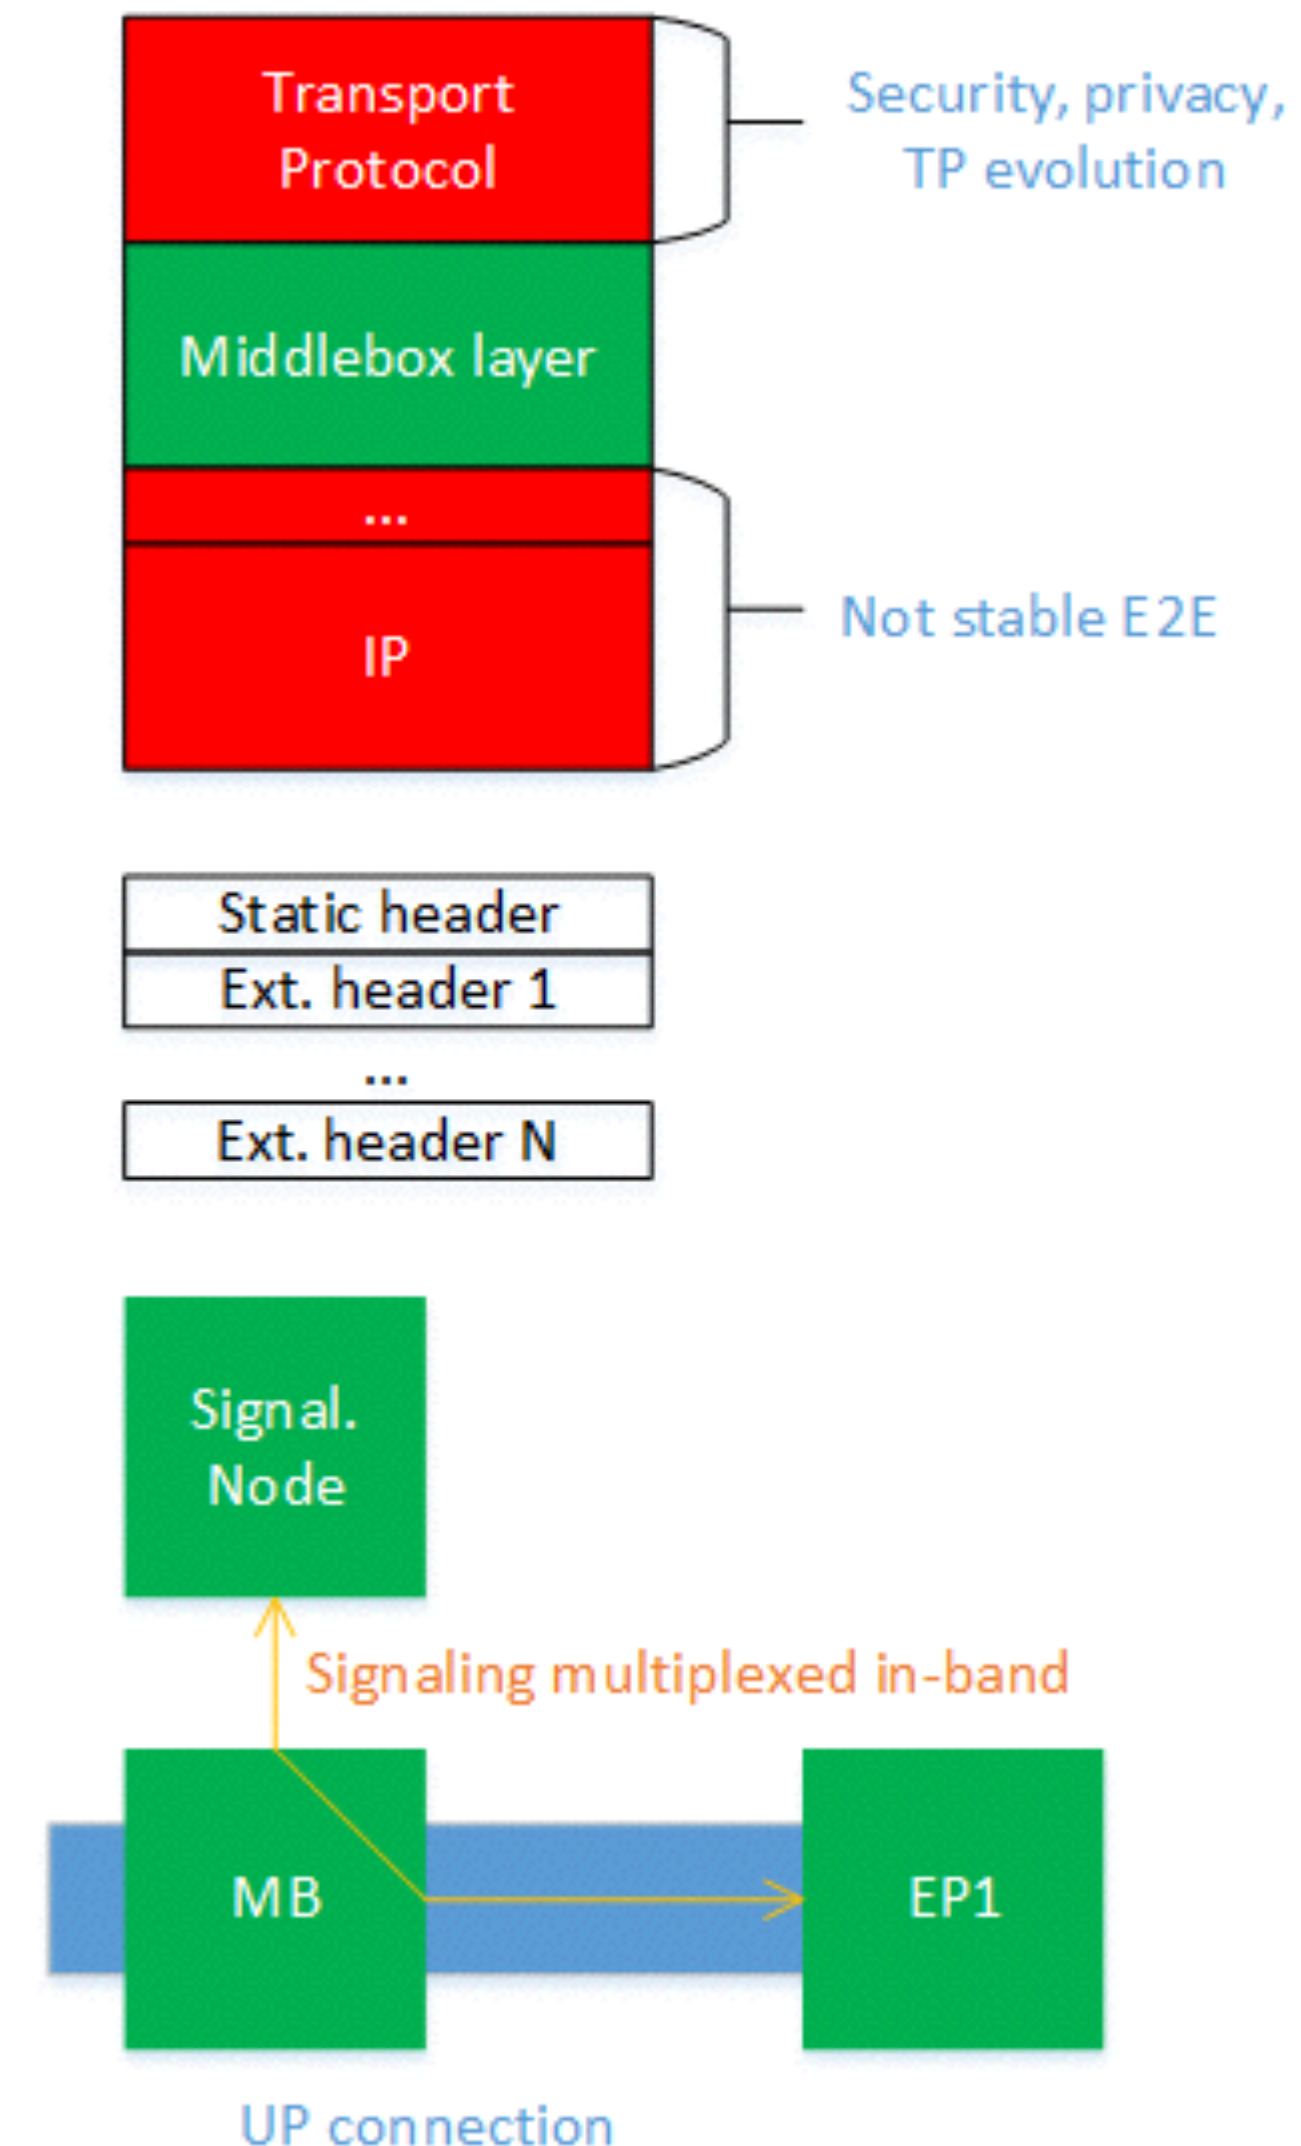 Transport
Protocol
Security, privacy,
TP evolution
Middlebox layer
...
IP
Not stable E2E
Static header
Ext. header 1
...
Ext. header N
Signal.
Node
Signaling multiplexed in-band
MB
EP1
UP connection